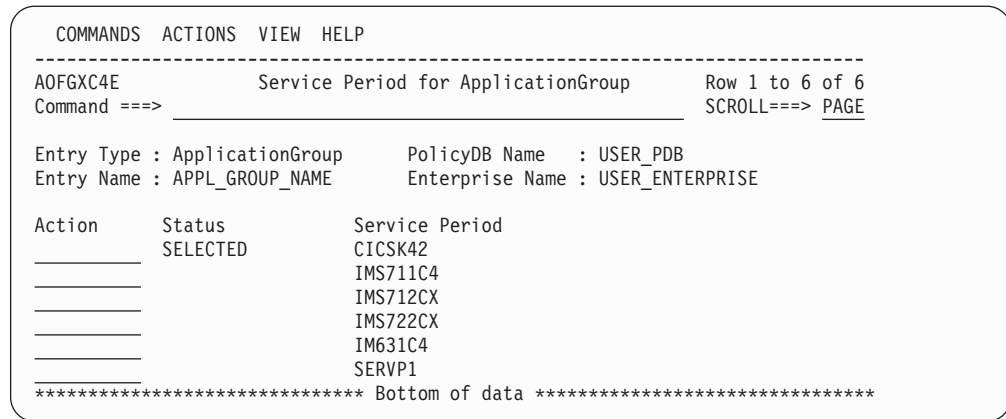 COMMANDS ACTIONS VIEW HELP
-------------------------------------------------------------------------------
AOFGXC4E Service Period for ApplicationGroup Row 1 to 6 of 6
Command ===> SCROLL===> PAGE
Entry Type : ApplicationGroup PolicyDB Name : USER_PDB
Entry Name : APPL_GROUP_NAME Enterprise Name : USER_ENTERPRISE
Action Status Service Period
SELECTED CICSK42
IMS711C4
IMS712CX
IMS722CX
IM631C4
SERVP1
******************************* Bottom of data ********************************